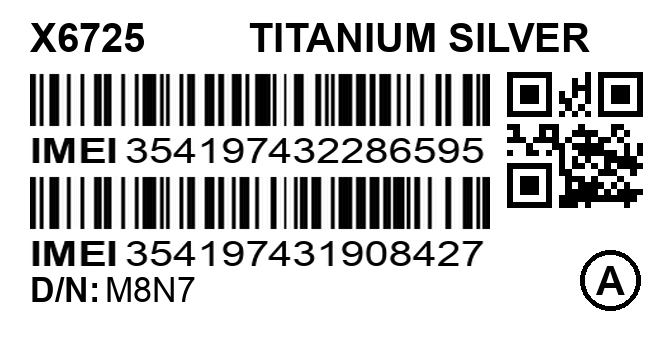 X6725 TITANIUM SILVER
IMEI 354197432286595
IMEI 354197431908427
D/N: M8N7
A